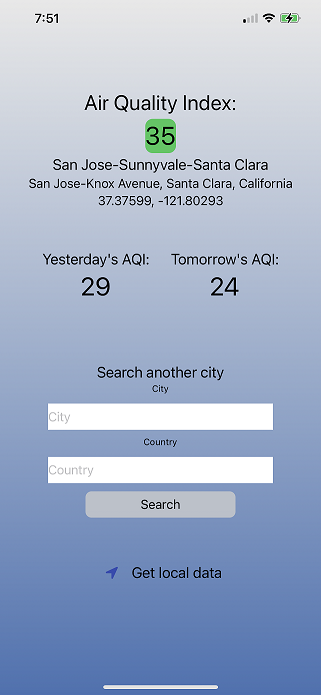 7:51
Air Quality Index:
35
San Jose-Sunnyvale-Santa Clara
San Jose-Knox Avenue, Santa Clara, California
37.37599, -121.80293
Yesterday's AQI: Tomorrow's AQI:
29 24
Search another city
City
City
Country
Country
Search
Get local data